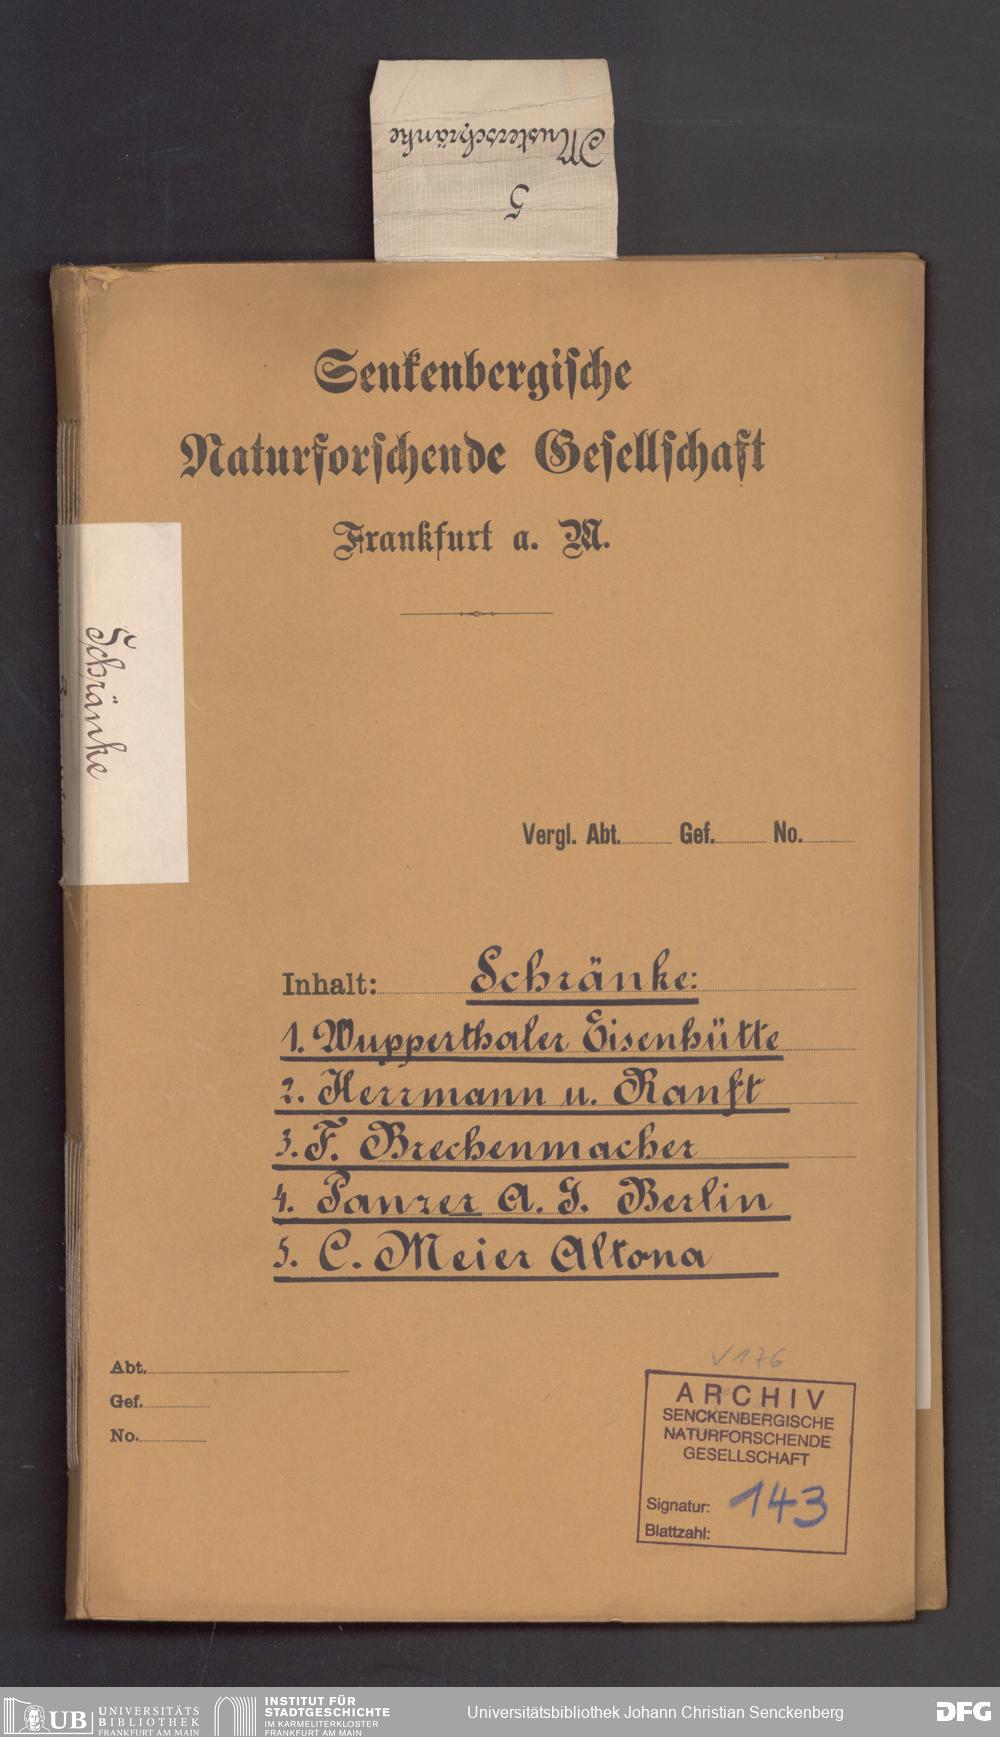 Musterschränke
5
Senkenbergische
Naturforschende Gesellschaft
Frankfurt a. M.
Schränke
Vergl. Abt. Gef. No.
Inhalt: Schränke:
1. Wupperthaler Eisenhütte
2. Herrmann u. Ranft
3. F. Brechenmacher
4. Panzer A. G. Berlin
5. C. Meier Altona
Abt.
Gef.
No.
V 176
ARCHIV
SENCKENBERGISCHE
NATURFORSCHENDE
GESELLSCHAFT
Signatur: 143
Blattzahl:
UB UNIVERSITÄTS
BIBLIOTHEK
FRANKFURT AM MAIN
INSTITUT FÜR
STADTGESCHICHTE
IM KARMELITERKLOSTER
FRANKFURT AM MAIN
Universitätsbibliothek Johann Christian Senckenberg
DFG